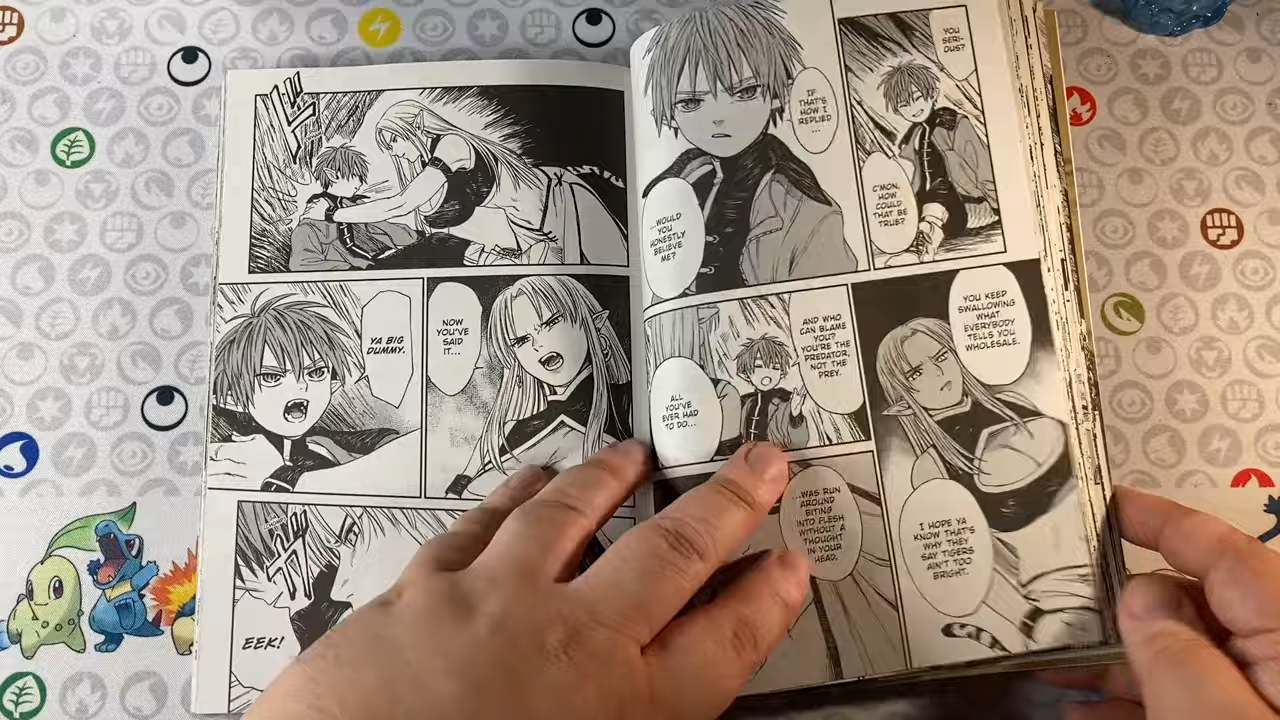 YOU
SERI-
OUS?
C'MON,
HOW
COULD
THAT BE
TRUE?
IF
THAT'S
HOW I
REPLIED
...
...WOULD
YOU
HONESTLY
BELIEVE
ME?
YOU KEEP
SWALLOWING
WHAT
EVERYBODY
TELLS YOU
WHOLESALE.
I HOPE YA
KNOW THAT'S
WHY THEY
SAY TIGERS
AIN'T TOO
BRIGHT.
AND WHO
CAN BLAME
YOU?
YOU'RE THE
PREDATOR,
NOT THE
PREY.
ALL
YOU'VE
EVER HAD
TO DO...
...WAS RUN
AROUND
BITING
INTO FLESH
WITHOUT A
THOUGHT
IN YOUR
HEAD.
NOW
YOU'VE
SAID
IT...
YA BIG
DUMMY.
EEK!